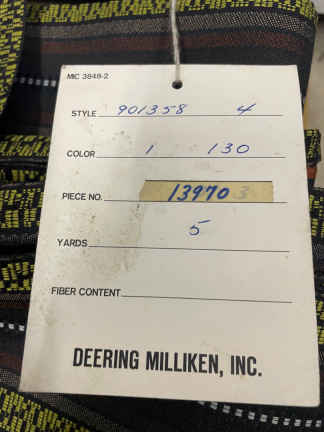 MIC 3848-2
STYLE 901358 4
COLOR 1 130
PIECE NO. 13970 3
YARDS 5
FIBER CONTENT
DEERING MILLIKEN, INC.